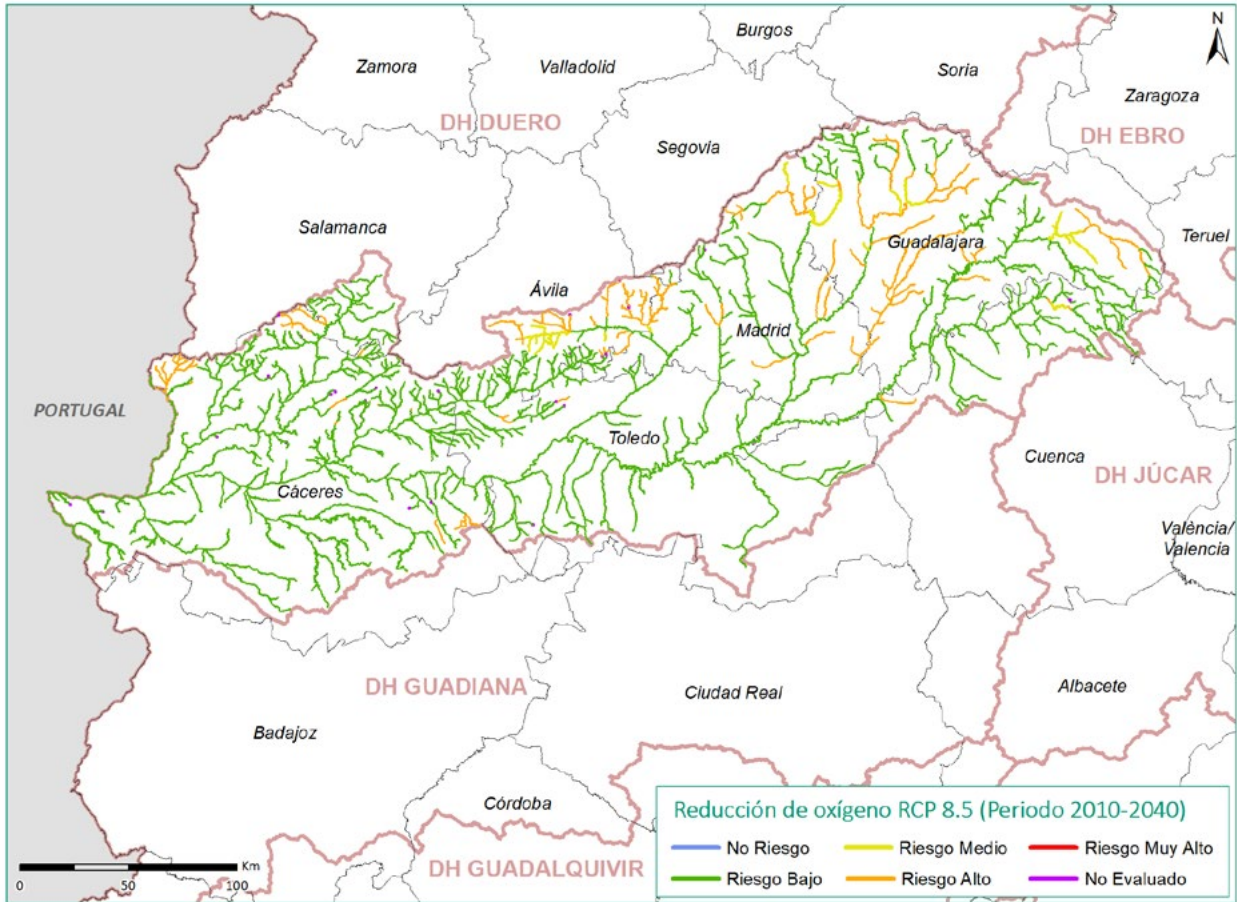 N
Burgos
Zamora
Valladolid
Soria
Zaragoza
DH DUERO
DH EBRO
Segovia
Salamanca
Teruel
Guadalajara
Ávila
Madrid
PORTUGAL
Toledo
Cuenca
DH JÚCAR
Cáceres
València/
Valencia
DH GUADIANA
Ciudad Real
Albacete
Badajoz
Córdoba
DH GUADALQUIVIR
Km
0 50 100
Reducción de oxígeno RCP 8.5 (Periodo 2010-2040)
No Riesgo Riesgo Medio Riesgo Muy Alto
Riesgo Bajo Riesgo Alto No Evaluado